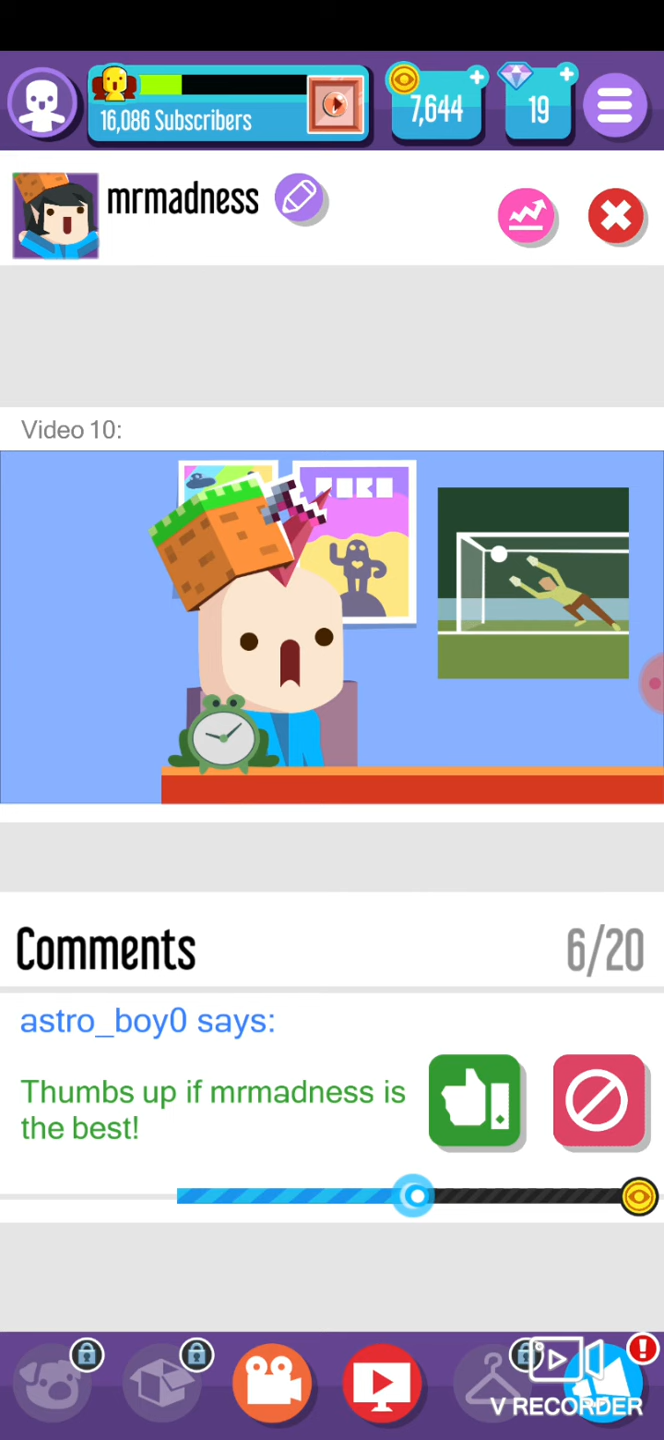 16,086 Subscribers
7,644
19
mrmadness
Video 10:
Comments
6/20
astro_boy0 says:
Thumbs up if mrmadness is
the best!
V RECORDER